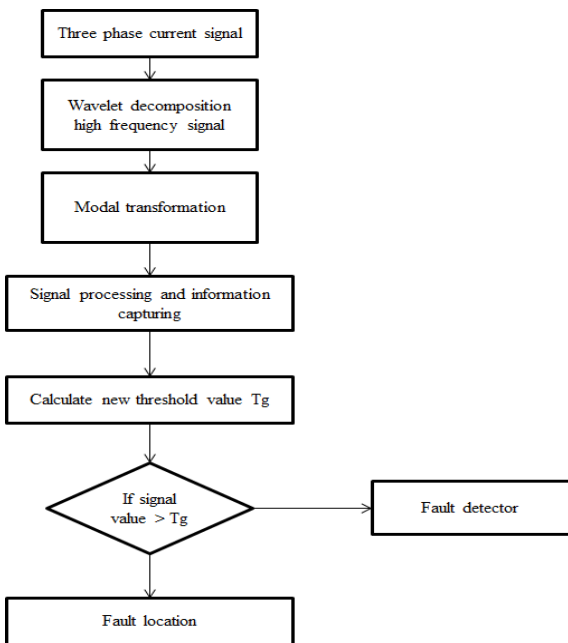 Three phase current signal
Wavelet decomposition
high frequency signal
Modal transformation
Signal processing and information
capturing
Calculate new threshold value Tg
If signal
value > Tg
Fault detector
Fault location